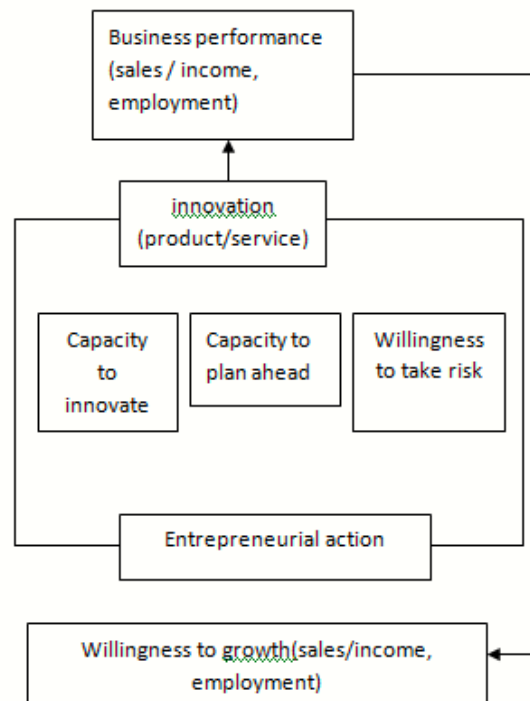 Business performance
(sales / income,
employment)
innovation
(product/service)
Capacity
to
innovate
Capacity to
plan ahead
Willingness
to take risk
Entrepreneurial action
Willingness to growth(sales/income,
employment)